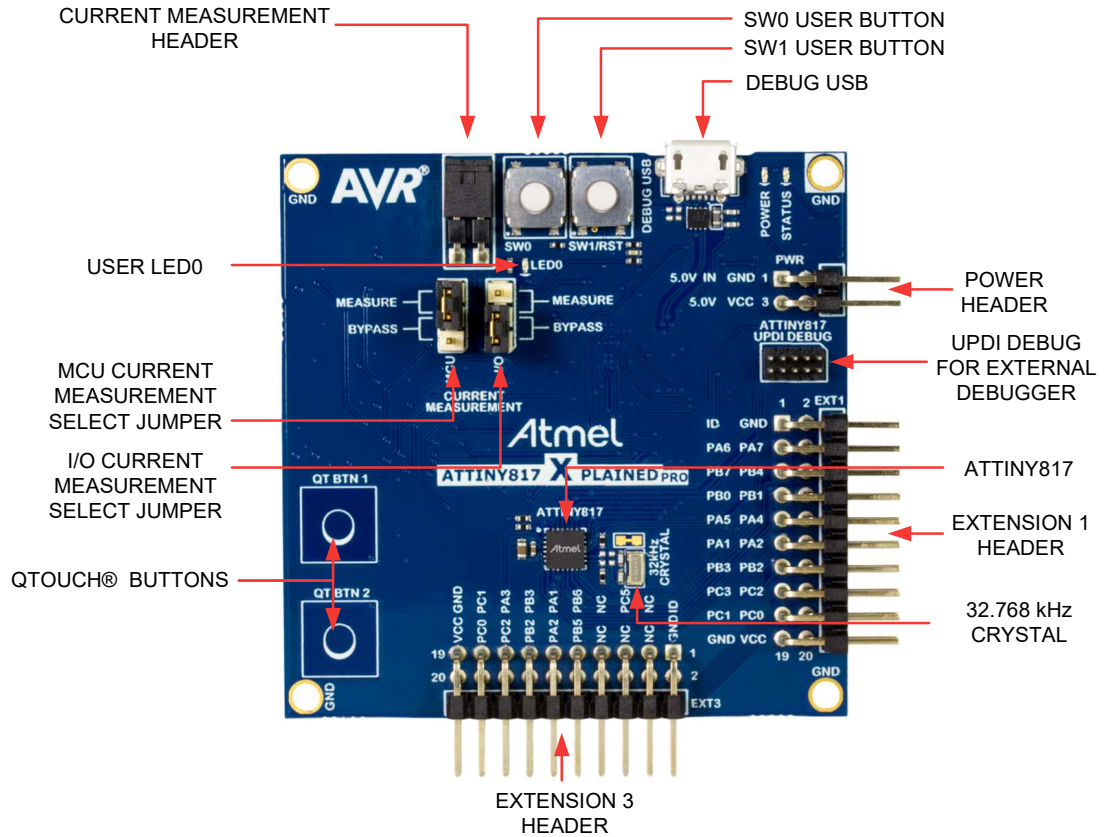 CURRENT MEASUREMENT
HEADER
SW0 USER BUTTON
SW1 USER BUTTON
DEBUG USB
GND
AVR®
SW0
SW1/RST
DEBUG USB
POWER
STATUS
GND
USER LED0
LED0
PWR
5.0V IN GND 1
5.0V VCC 3
POWER
HEADER
MEASURE
BYPASS
MEASURE
BYPASS
MCU
I/O
CURRENT
MEASUREMENT
ATTINY817
UPDI DEBUG
UPDI DEBUG
FOR EXTERNAL
DEBUGGER
MCU CURRENT
MEASUREMENT
SELECT JUMPER
I/O CURRENT
MEASUREMENT
SELECT JUMPER
1 2 EXT1
ID GND
PA6 PA7
PB7 PB4
PB0 PB1
PA5 PA4
PA1 PA2
PB3 PB2
PC3 PC2
PC1 PC0
GND VCC
19 20
Atmel
ATTINY817 X PLAINED PRO
ATTINY817
EXTENSION 1
HEADER
QT BTN 1
ATTINY817
Atmel
32kHz
CRYSTAL
QTOUCH® BUTTONS
QT BTN 2
32.768 kHz
CRYSTAL
VCC GND
PC0 PC1
PC2 PA3
PB2 PB3
PA2 PA1
PB5 PB6
NC NC
NC PC5
NC NC
GND ID
19
1
20
2
GND
EXT3
GND
EXTENSION 3
HEADER